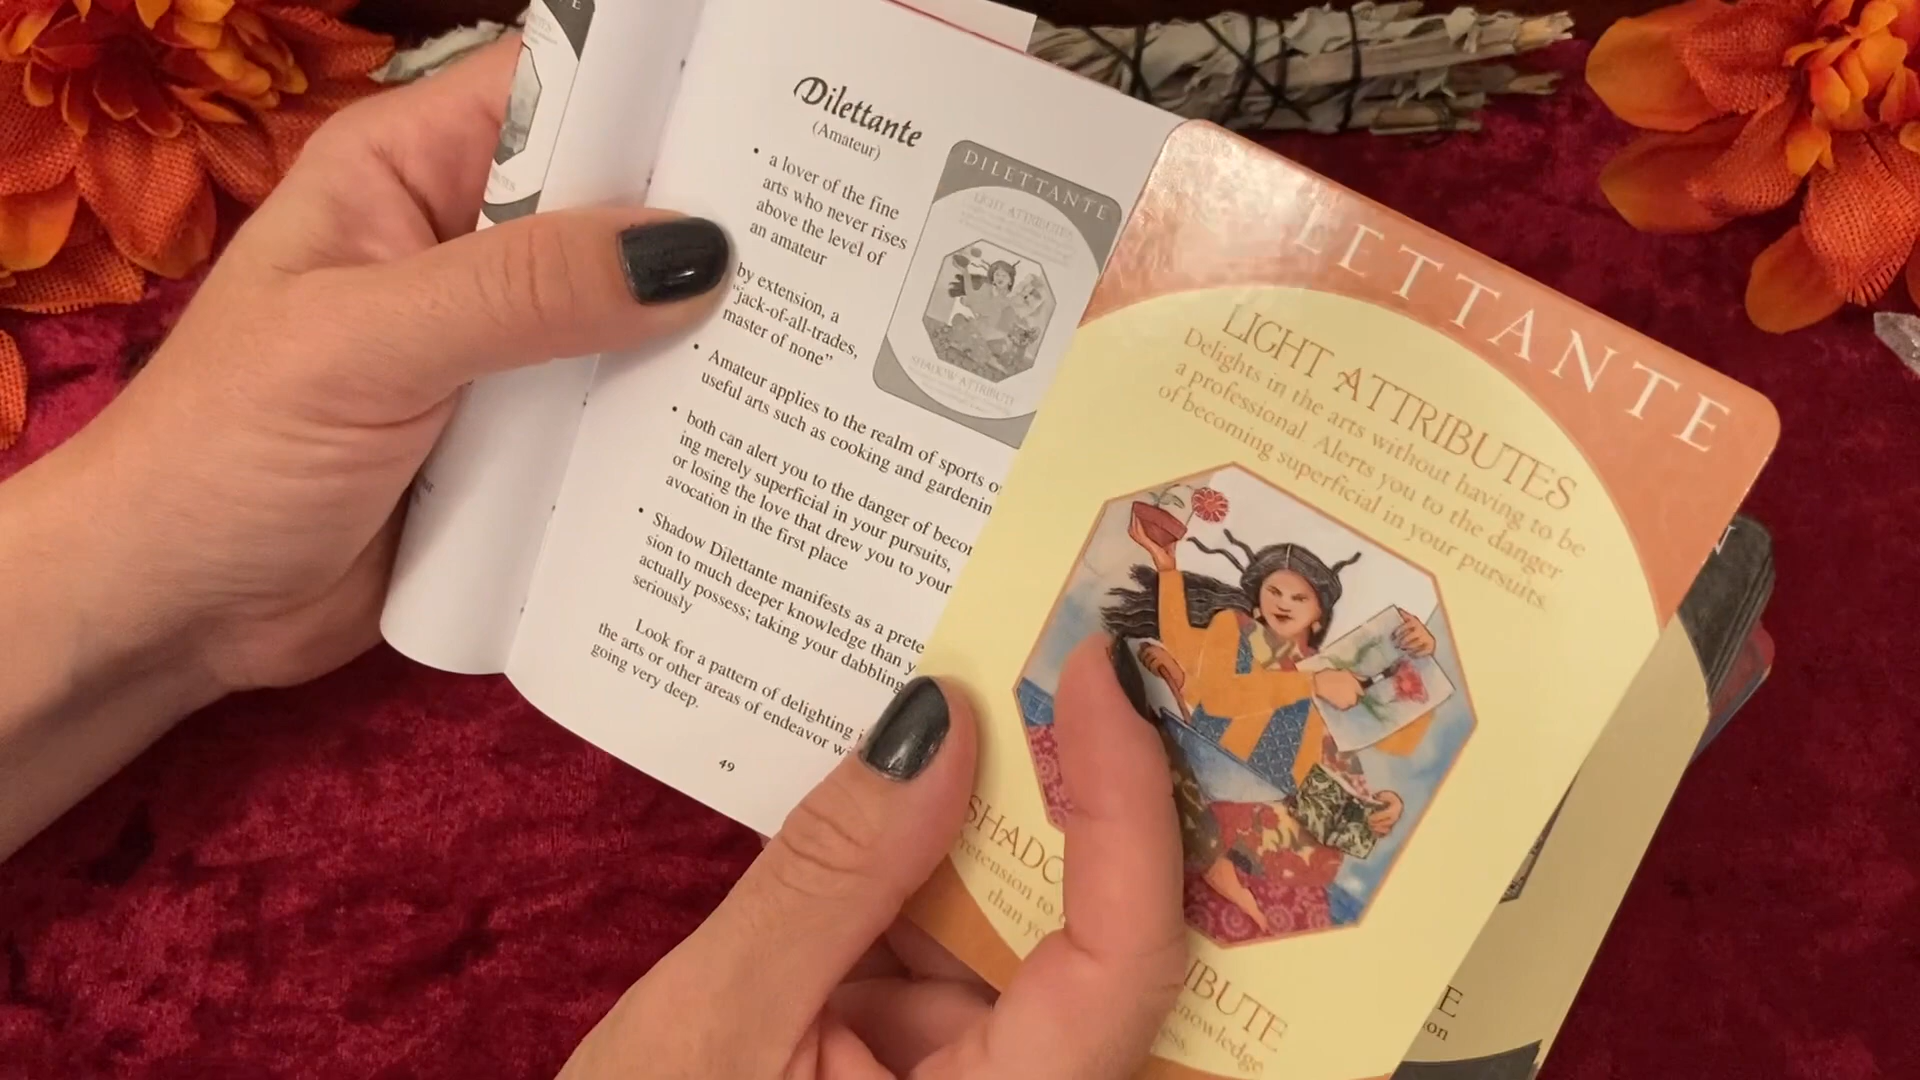 Dilettante
(Amateur)
• a lover of the fine
arts who never rises
above the level of
an amateur
by extension, a
"jack-of-all-trades,
master of none"
• Amateur applies to the realm of sports
useful arts such as cooking and
• both can alert you to the danger of
ing merely superficial in your pursuits,
or losing the love that drew you to your
avocation in the first place
• Shadow Dilettante manifests as a
sion to much deeper knowledge than
actually possess; taking your dabbling
seriously
Look for a pattern of delighting
the arts or other areas of endeavor
going very deep.
49
DILETTANTE
LIGHT ATTRIBUTES
SHADOW ATTRIBUT
LETTANTE
LIGHT ATTRIBUTES
Delights in the arts without having to be
a professional. Alerts you to the danger
of becoming superficial in your pursuits.
SHADO
IBUTE
retension to
knowledge
than yo
ess.
E
ion